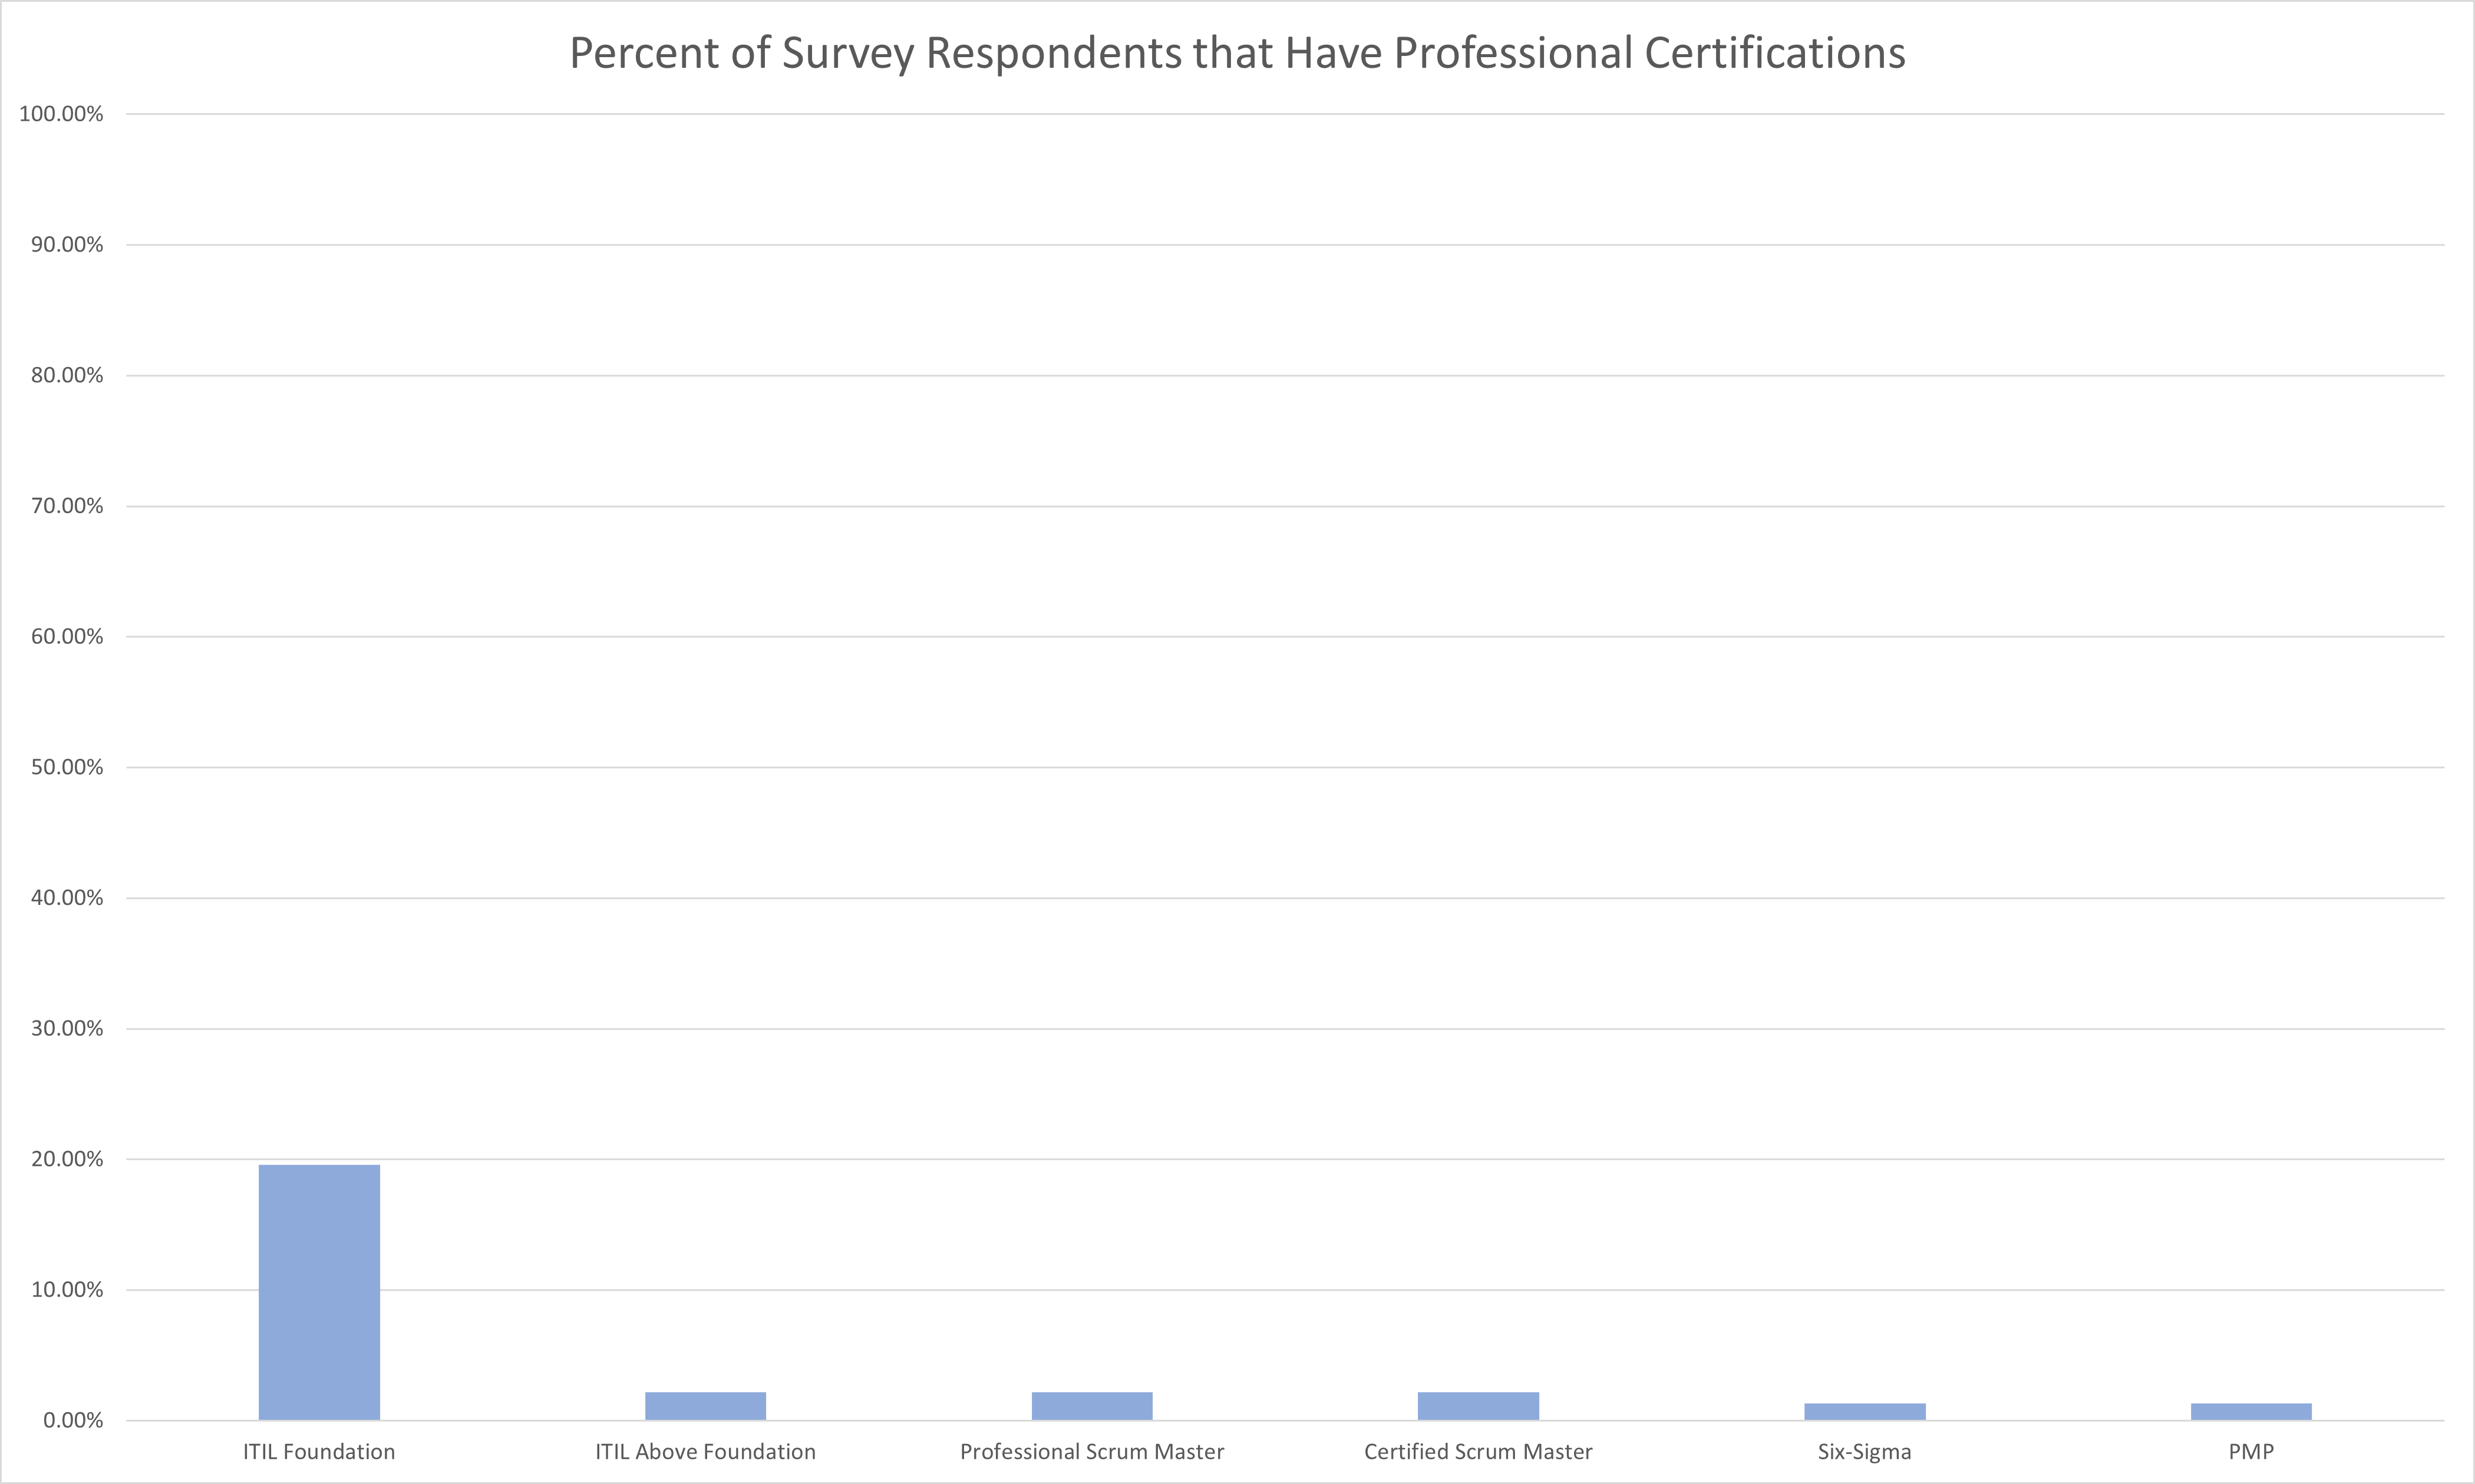 Percent of Survey Respondents that Have Professional Certifications
100.00%
90.00%
80.00%
70.00%
60.00%
50.00%
40.00%
30.00%
20.00%
10.00%
0.00%
ITIL Foundation
ITIL Above Foundation
Professional Scrum Master
Certified Scrum Master
Six-Sigma
PMP